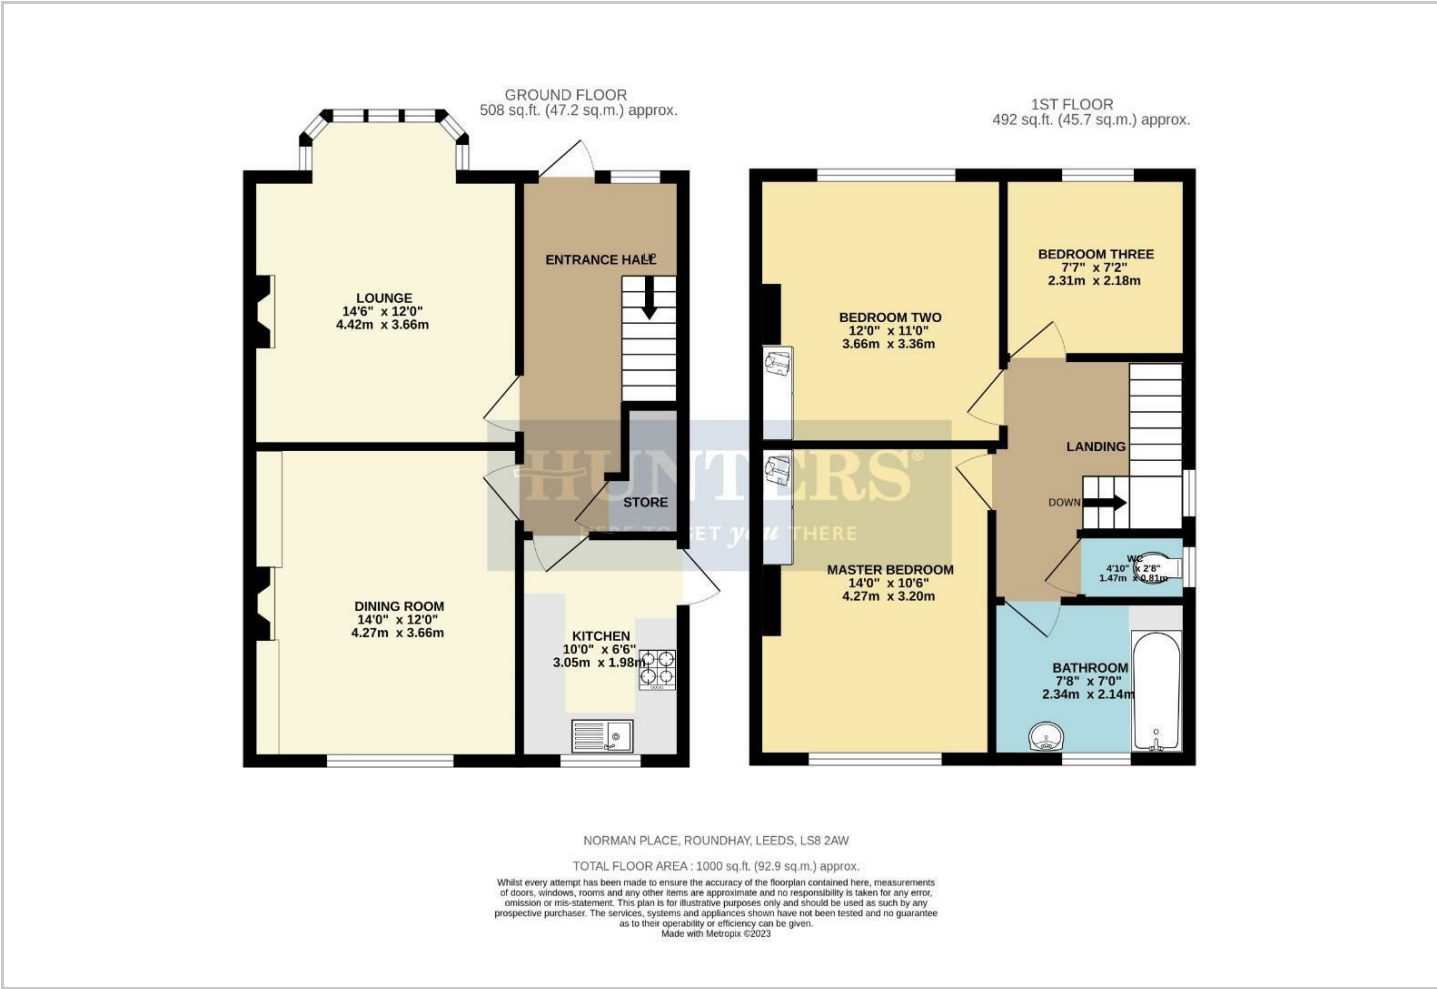 GROUND FLOOR
508 sq.ft. (47.2 sq.m.) approx.
1ST FLOOR
492 sq.ft. (45.7 sq.m.) approx.
ENTRANCE HALL
UP
LOUNGE
14'6" x 12'0"
4.42m x 3.66m
STORE
DINING ROOM
14'0" x 12'0"
4.27m x 3.66m
KITCHEN
10'0" x 6'6"
3.05m x 1.98m
BEDROOM THREE
7'7" x 7'2"
2.31m x 2.18m
BEDROOM TWO
12'0" x 11'0"
3.66m x 3.36m
LANDING
DOWN
WC
4'10" x 2'8"
1.47m x 0.81m
MASTER BEDROOM
14'0" x 10'6"
4.27m x 3.20m
BATHROOM
7'8" x 7'0"
2.34m x 2.14m
HUNTERS®
HERE TO GET you THERE
NORMAN PLACE, ROUNDHAY, LEEDS, LS8 2AW
TOTAL FLOOR AREA : 1000 sq.ft. (92.9 sq.m.) approx.
Whilst every attempt has been made to ensure the accuracy of the floorplan contained here, measurements
of doors, windows, rooms and any other items are approximate and no responsibility is taken for any error,
omission or mis-statement. This plan is for illustrative purposes only and should be used as such by any
prospective purchaser. The services, systems and appliances shown have not been tested and no guarantee
as to their operability or efficiency can be given.
Made with Metropix ©2023